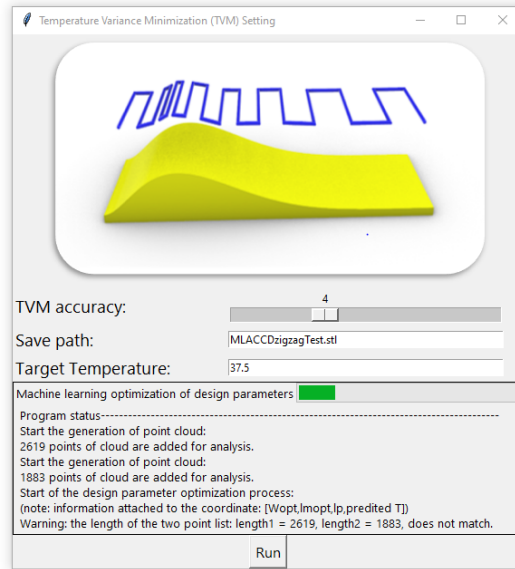 Temperature Variance Minimization (TVM) Setting
TVM accuracy:
4
Save path:
MLACCDzigzagTest.stl
Target Temperature:
37.5
Machine learning optimization of design parameters
Program status--------------------------------------------------------------------------------
Start the generation of point cloud:
2619 points of cloud are added for analysis.
Start the generation of point cloud:
1883 points of cloud are added for analysis.
Start of the design parameter optimization process:
(note: information attached to the coordinate: [Wopt,lmopt,lp,predited T])
Warning: the length of the two point list: length1 = 2619, length2 = 1883, does not match.
Run